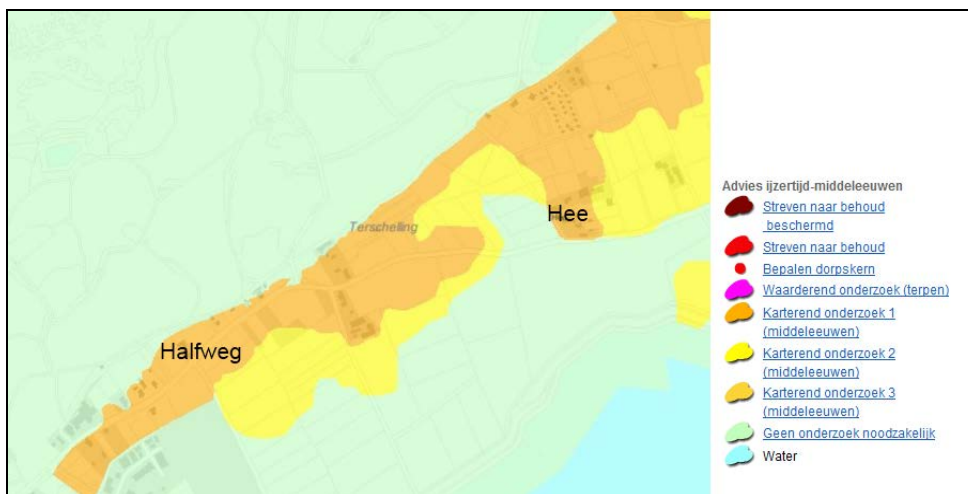 Terschelling
Hee
Halfweg
Advies ijzertijd-middeleeuwen
Streven naar behoud
beschermd
Streven naar behoud
Bepalen dorpskern
Waarderend onderzoek (terpen)
Karterend onderzoek 1
(middeleeuwen)
Karterend onderzoek 2
(middeleeuwen)
Karterend onderzoek 3
(middeleeuwen)
Geen onderzoek noodzakelijk
Water